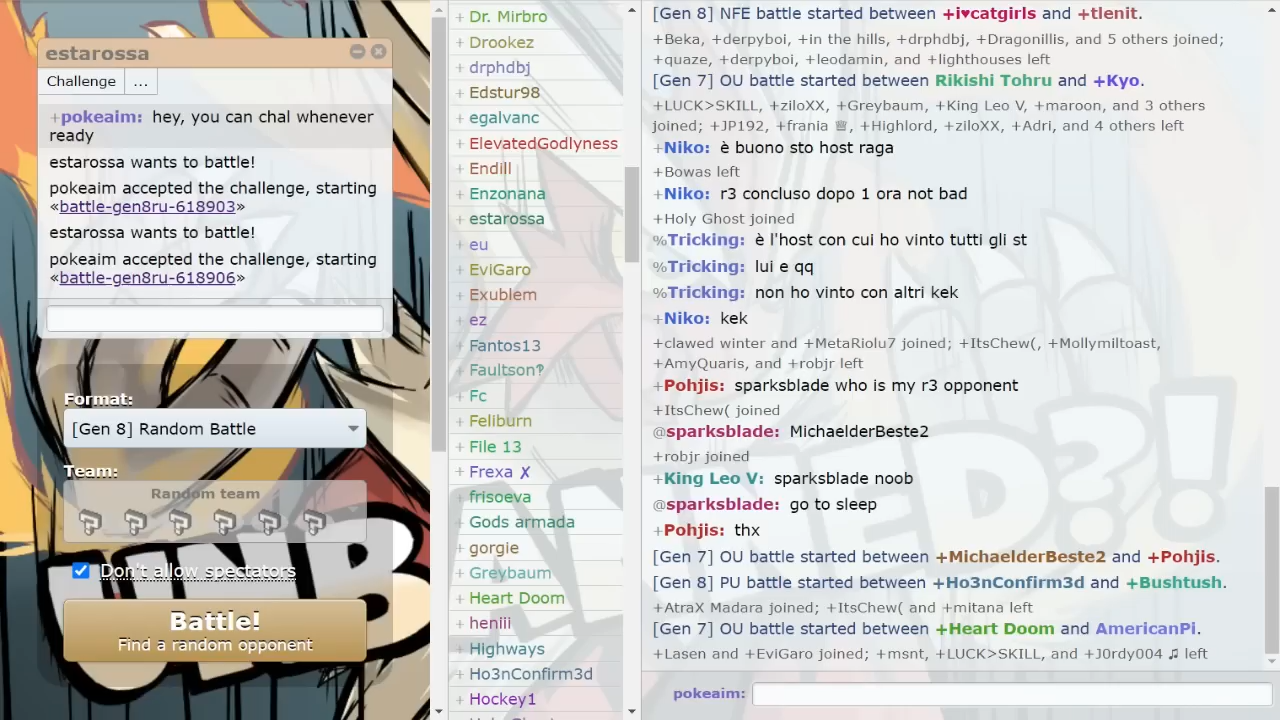 estarossa
Challenge
...
+pokeaim: hey, you can chal whenever
ready
estarossa wants to battle!
pokeaim accepted the challenge, starting
«battle-gen8ru-618903»
estarossa wants to battle!
pokeaim accepted the challenge, starting
«battle-gen8ru-618906»
Format:
[Gen 8] Random Battle
Team:
Random team
Don't allow spectators
Battle!
Find a random opponent
+ Dr. Mirbro
+ Drookez
+ drphdbj
+ Edstur98
+ egalvanc
+ ElevatedGodlyness
+ Endill
+ Enzonana
+ estarossa
+ eu
+ EviGaro
+ Exublem
+ ez
+ Fantos13
+ Faultson‽
+ Fc
+ Feliburn
+ File 13
+ Frexa ✗
+ frisoeva
+ Gods armada
+ gorgie
+ Greybaum
+ Heart Doom
+ heniii
+ Highways
+ Ho3nConfirm3d
+ Hockey1
[Gen 8] NFE battle started between +i♥catgirls and +tlenit.
+Beka, +derpyboi, +in the hills, +drphdbj, +Dragonillis, and 5 others joined;
+quaze, +derpyboi, +leodamin, and +lighthouses left
[Gen 7] OU battle started between Rikishi Tohru and +Kyo.
+LUCK>SKILL, +ziloXX, +Greybaum, +King Leo V, +maroon, and 3 others
joined; +JP192, +frania ♕, +Highlord, +ziloXX, +Adri, and 4 others left
+Niko: è buono sto host raga
+Bowas left
+Niko: r3 concluso dopo 1 ora not bad
+Holy Ghost joined
%Tricking: è l'host con cui ho vinto tutti gli st
%Tricking: lui e qq
%Tricking: non ho vinto con altri kek
+Niko: kek
+clawed winter and +MetaRiolu7 joined; +ItsChew(, +Mollymiltoast,
+AmyQuaris, and +robjr left
+Pohjis: sparksblade who is my r3 opponent
+ItsChew( joined
@sparksblade: MichaelderBeste2
+robjr joined
+King Leo V: sparksblade noob
@sparksblade: go to sleep
+Pohjis: thx
[Gen 7] OU battle started between +MichaelderBeste2 and +Pohjis.
[Gen 8] PU battle started between +Ho3nConfirm3d and +Bushtush.
+AtraX Madara joined; +ItsChew( and +mitana left
[Gen 7] OU battle started between +Heart Doom and AmericanPi.
+Lasen and +EviGaro joined; +msnt, +LUCK>SKILL, and +J0rdy004 ♫ left
pokeaim: